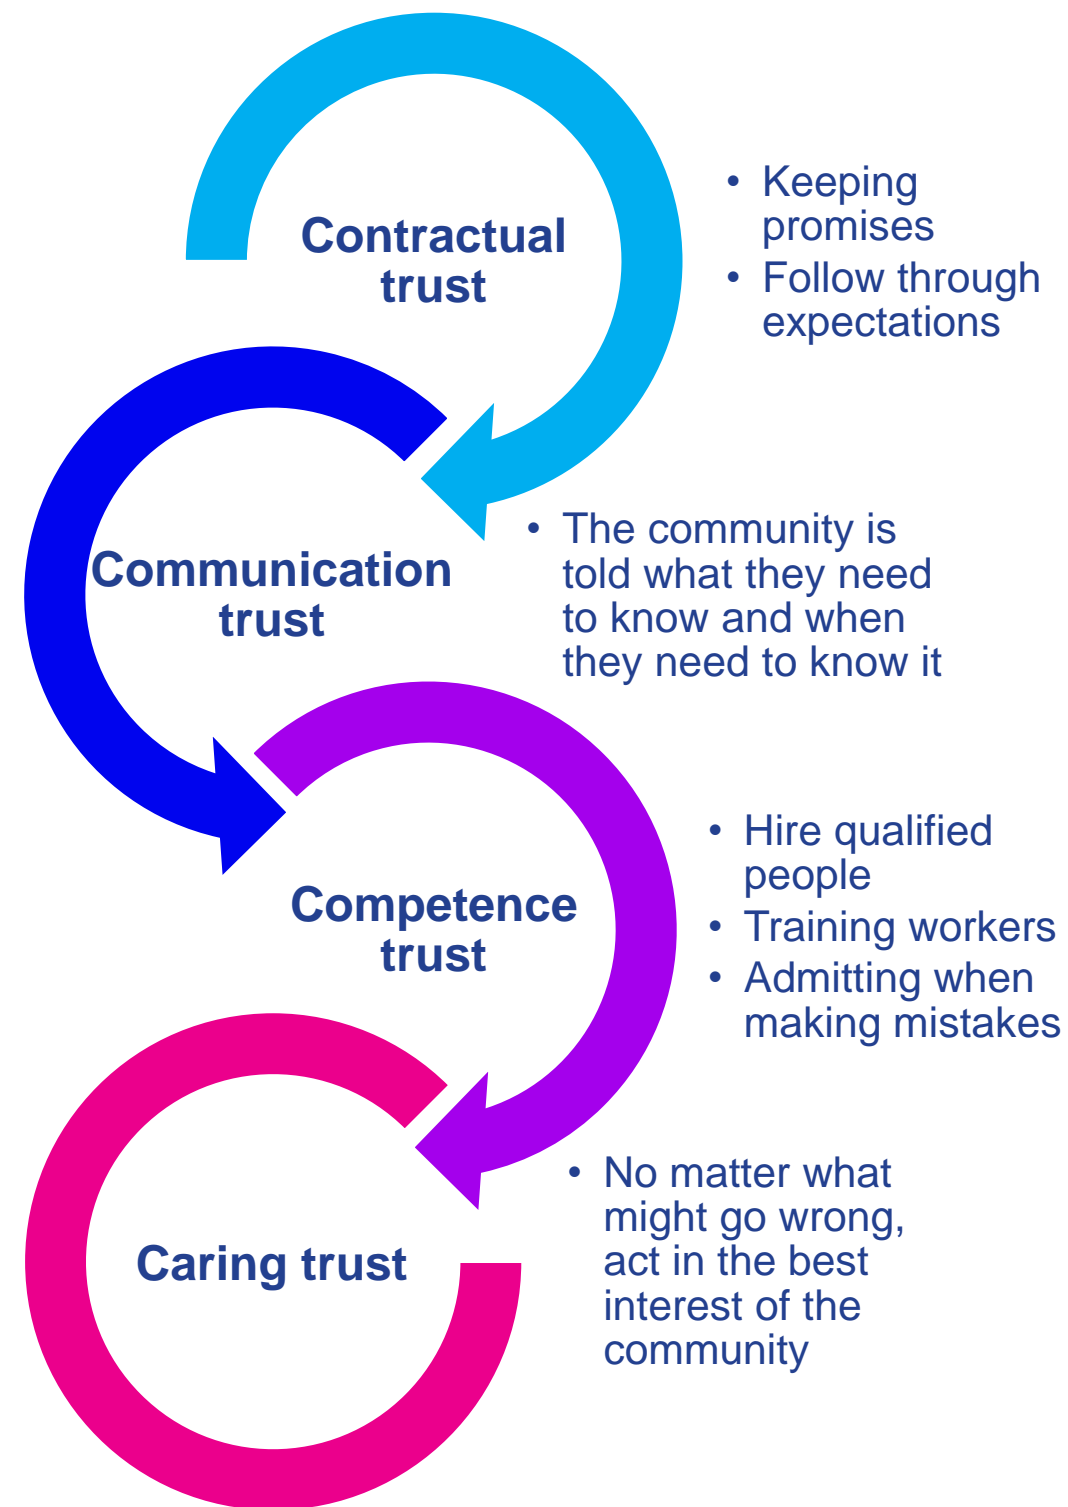 Contractual
trust
• Keeping
promises
• Follow through
expectations
Communication
trust
• The community is
told what they need
to know and when
they need to know it
Competence
trust
• Hire qualified
people
• Training workers
• Admitting when
making mistakes
Caring trust
• No matter what
might go wrong,
act in the best
interest of the
community